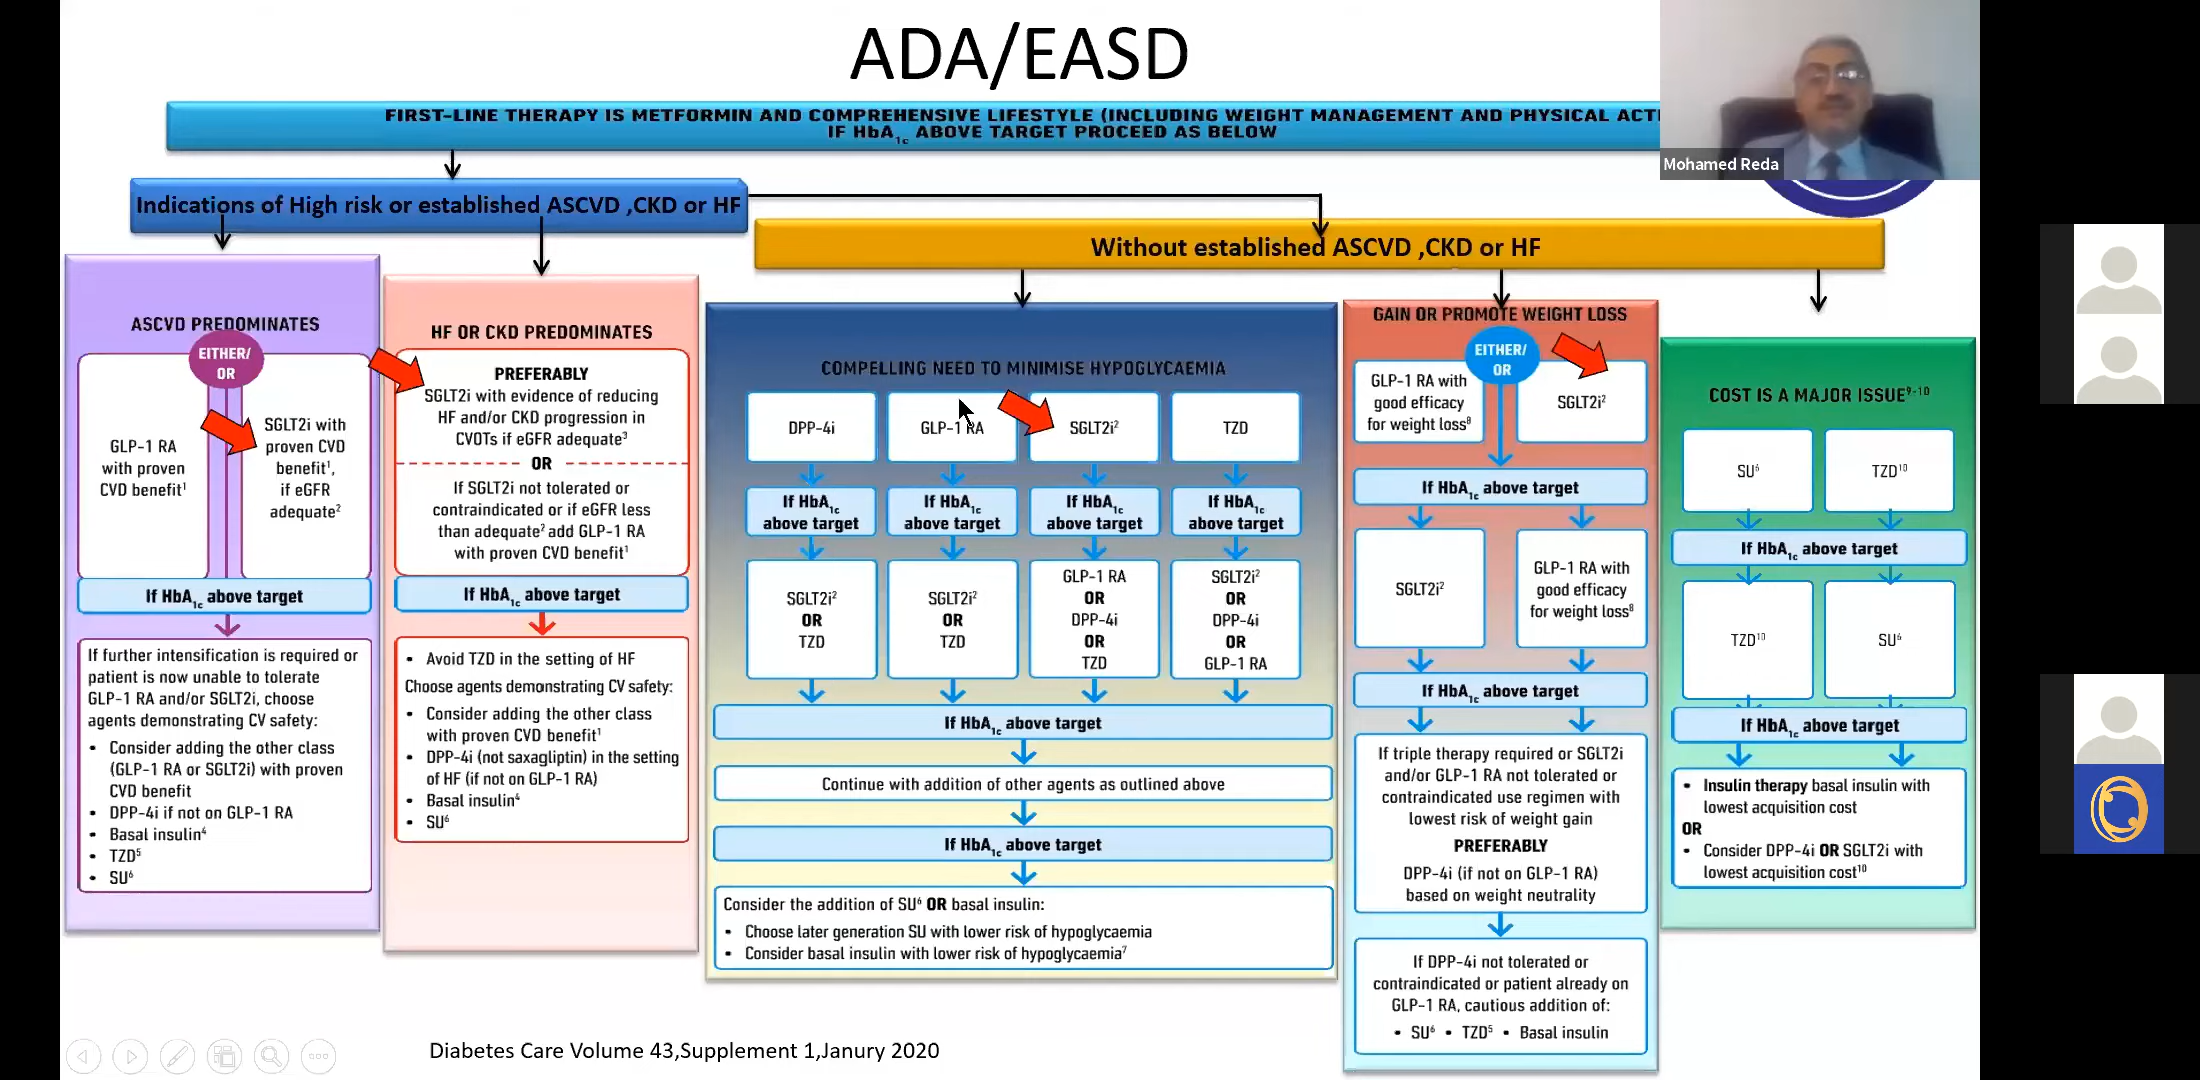 ADA/EASD
FIRST-LINE THERAPY IS METFORMIN AND COMPREHENSIVE LIFESTYLE (INCLUDING WEIGHT MANAGEMENT AND PHYSICAL ACTI
IF HbA1c ABOVE TARGET PROCEED AS BELOW
Mohamed Reda
Indications of High risk or established ASCVD ,CKD or HF
Without established ASCVD ,CKD or HF
ASCVD PREDOMINATES
EITHER/
OR
GLP-1 RA
with proven
CVD benefit¹
SGLT2i with
proven CVD
benefit¹,
if eGFR
adequate²
If HbA1c above target
If further intensification is required or
patient is now unable to tolerate
GLP-1 RA and/or SGLT2i, choose
agents demonstrating CV safety:
• Consider adding the other class
(GLP-1 RA or SGLT2i) with proven
CVD benefit
• DPP-4i if not on GLP-1 RA
• Basal insulin⁴
• TZD⁵
• SU⁶
HF OR CKD PREDOMINATES
PREFERABLY
SGLT2i with evidence of reducing
HF and/or CKD progression in
CVOTs if eGFR adequate³
OR
If SGLT2i not tolerated or
contraindicated or if eGFR less
than adequate² add GLP-1 RA
with proven CVD benefit¹
If HbA1c above target
• Avoid TZD in the setting of HF
Choose agents demonstrating CV safety:
• Consider adding the other class
with proven CVD benefit¹
• DPP-4i (not saxagliptin) in the setting
of HF (if not on GLP-1 RA)
• Basal insulin⁴
• SU⁶
COMPELLING NEED TO MINIMISE HYPOGLYCAEMIA
DPP-4i
GLP-1 RA
SGLT2i²
TZD
If HbA1c
above target
If HbA1c
above target
If HbA1c
above target
If HbA1c
above target
SGLT2i²
OR
TZD
SGLT2i²
OR
TZD
GLP-1 RA
OR
DPP-4i
OR
TZD
SGLT2i²
OR
DPP-4i
OR
GLP-1 RA
If HbA1c above target
Continue with addition of other agents as outlined above
If HbA1c above target
Consider the addition of SU⁶ OR basal insulin:
• Choose later generation SU with lower risk of hypoglycaemia
• Consider basal insulin with lower risk of hypoglycaemia⁷
GAIN OR PROMOTE WEIGHT LOSS
EITHER/
OR
GLP-1 RA with
good efficacy
for weight loss⁸
SGLT2i²
If HbA1c above target
SGLT2i²
GLP-1 RA with
good efficacy
for weight loss⁸
If HbA1c above target
If triple therapy required or SGLT2i
and/or GLP-1 RA not tolerated or
contraindicated use regimen with
lowest risk of weight gain
PREFERABLY
DPP-4i (if not on GLP-1 RA)
based on weight neutrality
If DPP-4i not tolerated or
contraindicated or patient already on
GLP-1 RA, cautious addition of:
• SU⁶ • TZD⁵ • Basal insulin
COST IS A MAJOR ISSUE⁹⁻¹⁰
SU⁶
TZD¹⁰
If HbA1c above target
TZD¹⁰
SU⁶
If HbA1c above target
• Insulin therapy basal insulin with
lowest acquisition cost
OR
• Consider DPP-4i OR SGLT2i with
lowest acquisition cost¹⁰
Diabetes Care Volume 43,Supplement 1,Janury 2020